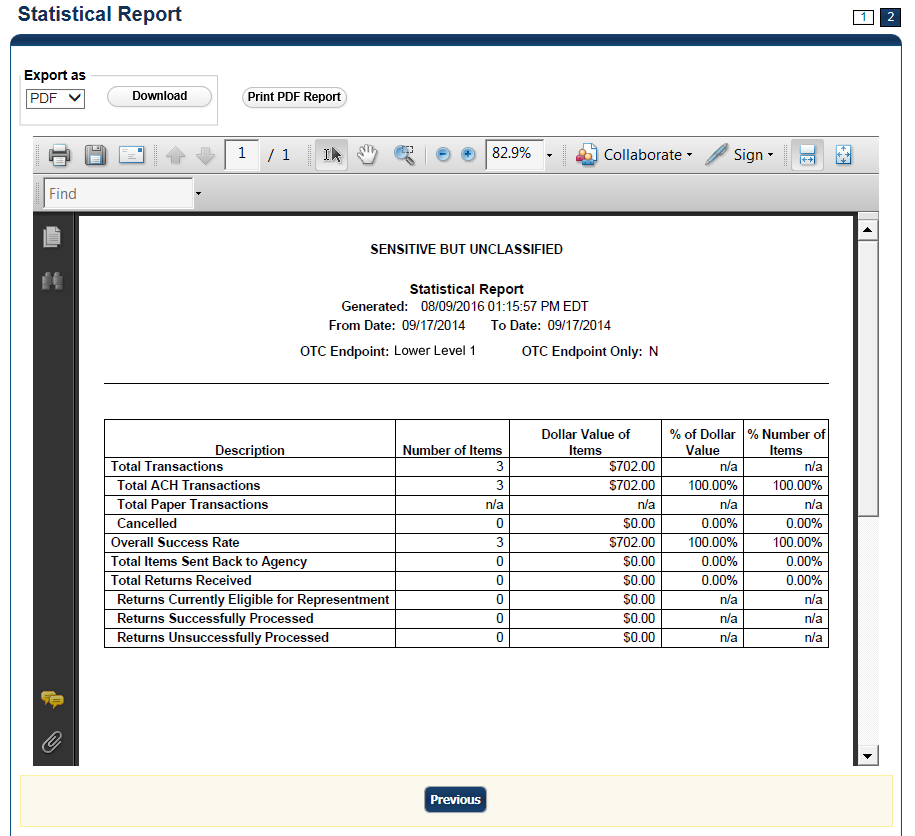 Statistical Report
1 2
Export as
PDF Download Print PDF Report
1 / 1 82.9% Collaborate Sign
Find
SENSITIVE BUT UNCLASSIFIED
Statistical Report
Generated: 08/09/2016 01:15:57 PM EDT
From Date: 09/17/2014 To Date: 09/17/2014
OTC Endpoint: Lower Level 1 OTC Endpoint Only: N
Description Number of Items Dollar Value of Items % of Dollar Value % Number of Items
Total Transactions 3 $702.00 n/a n/a
Total ACH Transactions 3 $702.00 100.00% 100.00%
Total Paper Transactions n/a n/a n/a n/a
Cancelled 0 $0.00 0.00% 0.00%
Overall Success Rate 3 $702.00 100.00% 100.00%
Total Items Sent Back to Agency 0 $0.00 0.00% 0.00%
Total Returns Received 0 $0.00 0.00% 0.00%
Returns Currently Eligible for Representment 0 $0.00 n/a n/a
Returns Successfully Processed 0 $0.00 n/a n/a
Returns Unsuccessfully Processed 0 $0.00 n/a n/a
Previous